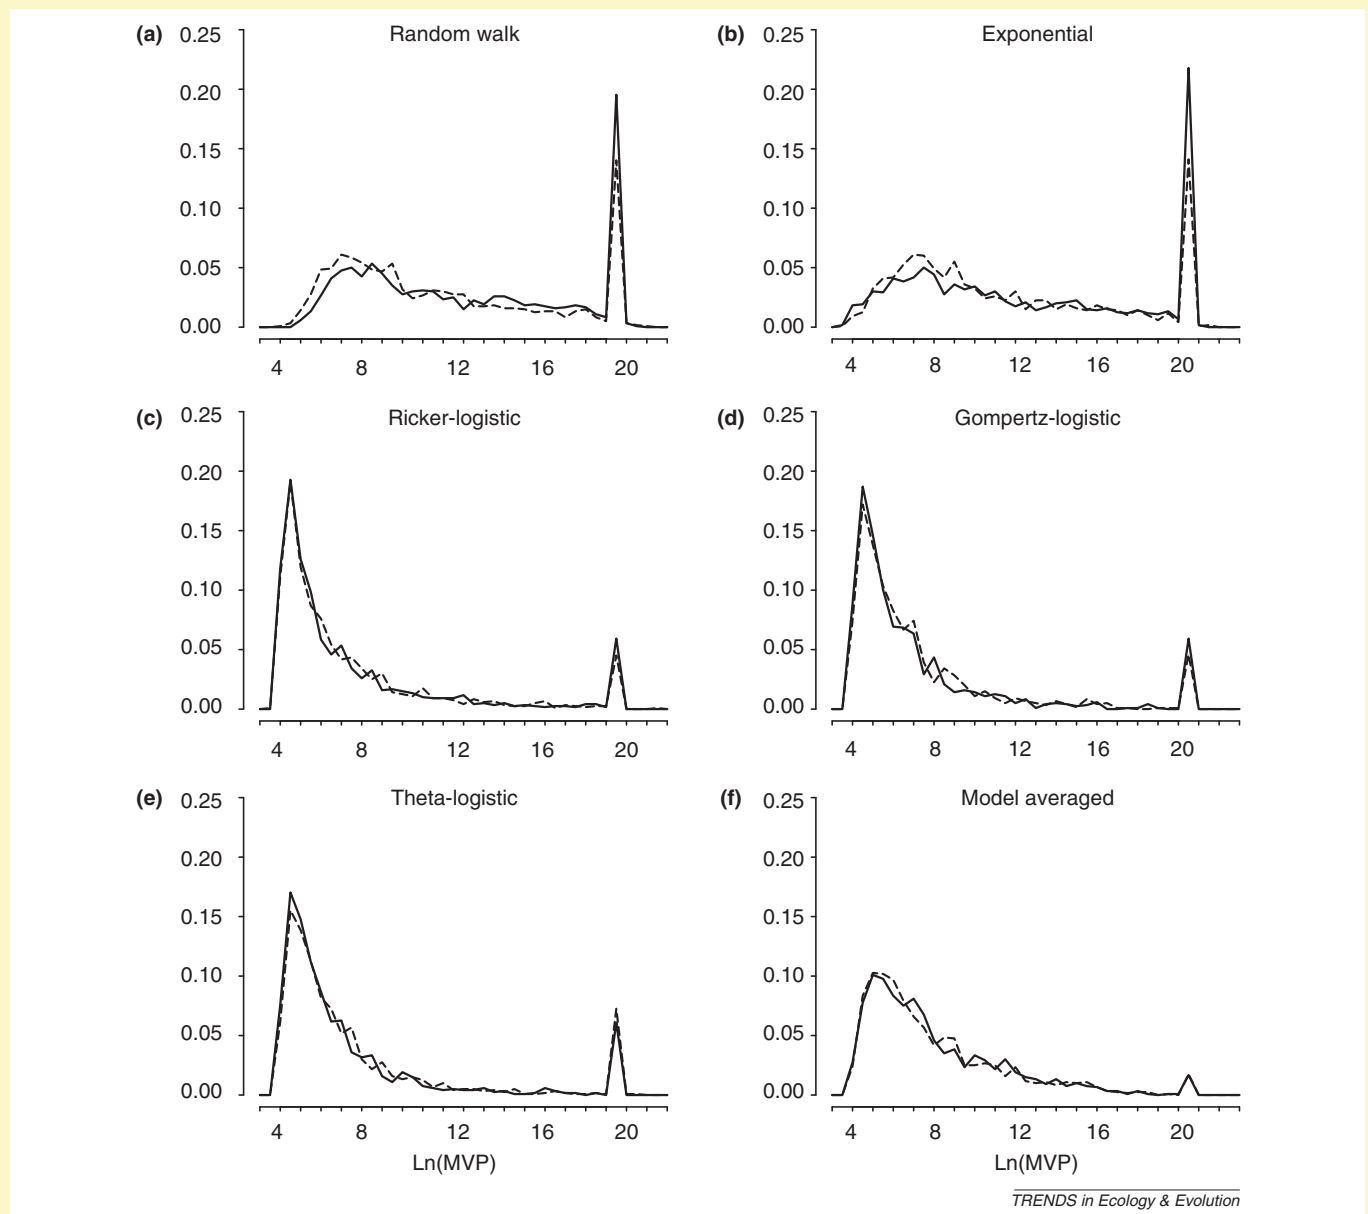 (a) Random walk
0.25
0.20
0.15
0.10
0.05
0.00
4 8 12 16 20
(b) Exponential
0.25
0.20
0.15
0.10
0.05
0.00
4 8 12 16 20
(c) Ricker-logistic
0.25
0.20
0.15
0.10
0.05
0.00
4 8 12 16 20
(d) Gompertz-logistic
0.25
0.20
0.15
0.10
0.05
0.00
4 8 12 16 20
(e) Theta-logistic
0.25
0.20
0.15
0.10
0.05
0.00
4 8 12 16 20
Ln(MVP)
(f) Model averaged
0.25
0.20
0.15
0.10
0.05
0.00
4 8 12 16 20
Ln(MVP)
TRENDS in Ecology & Evolution